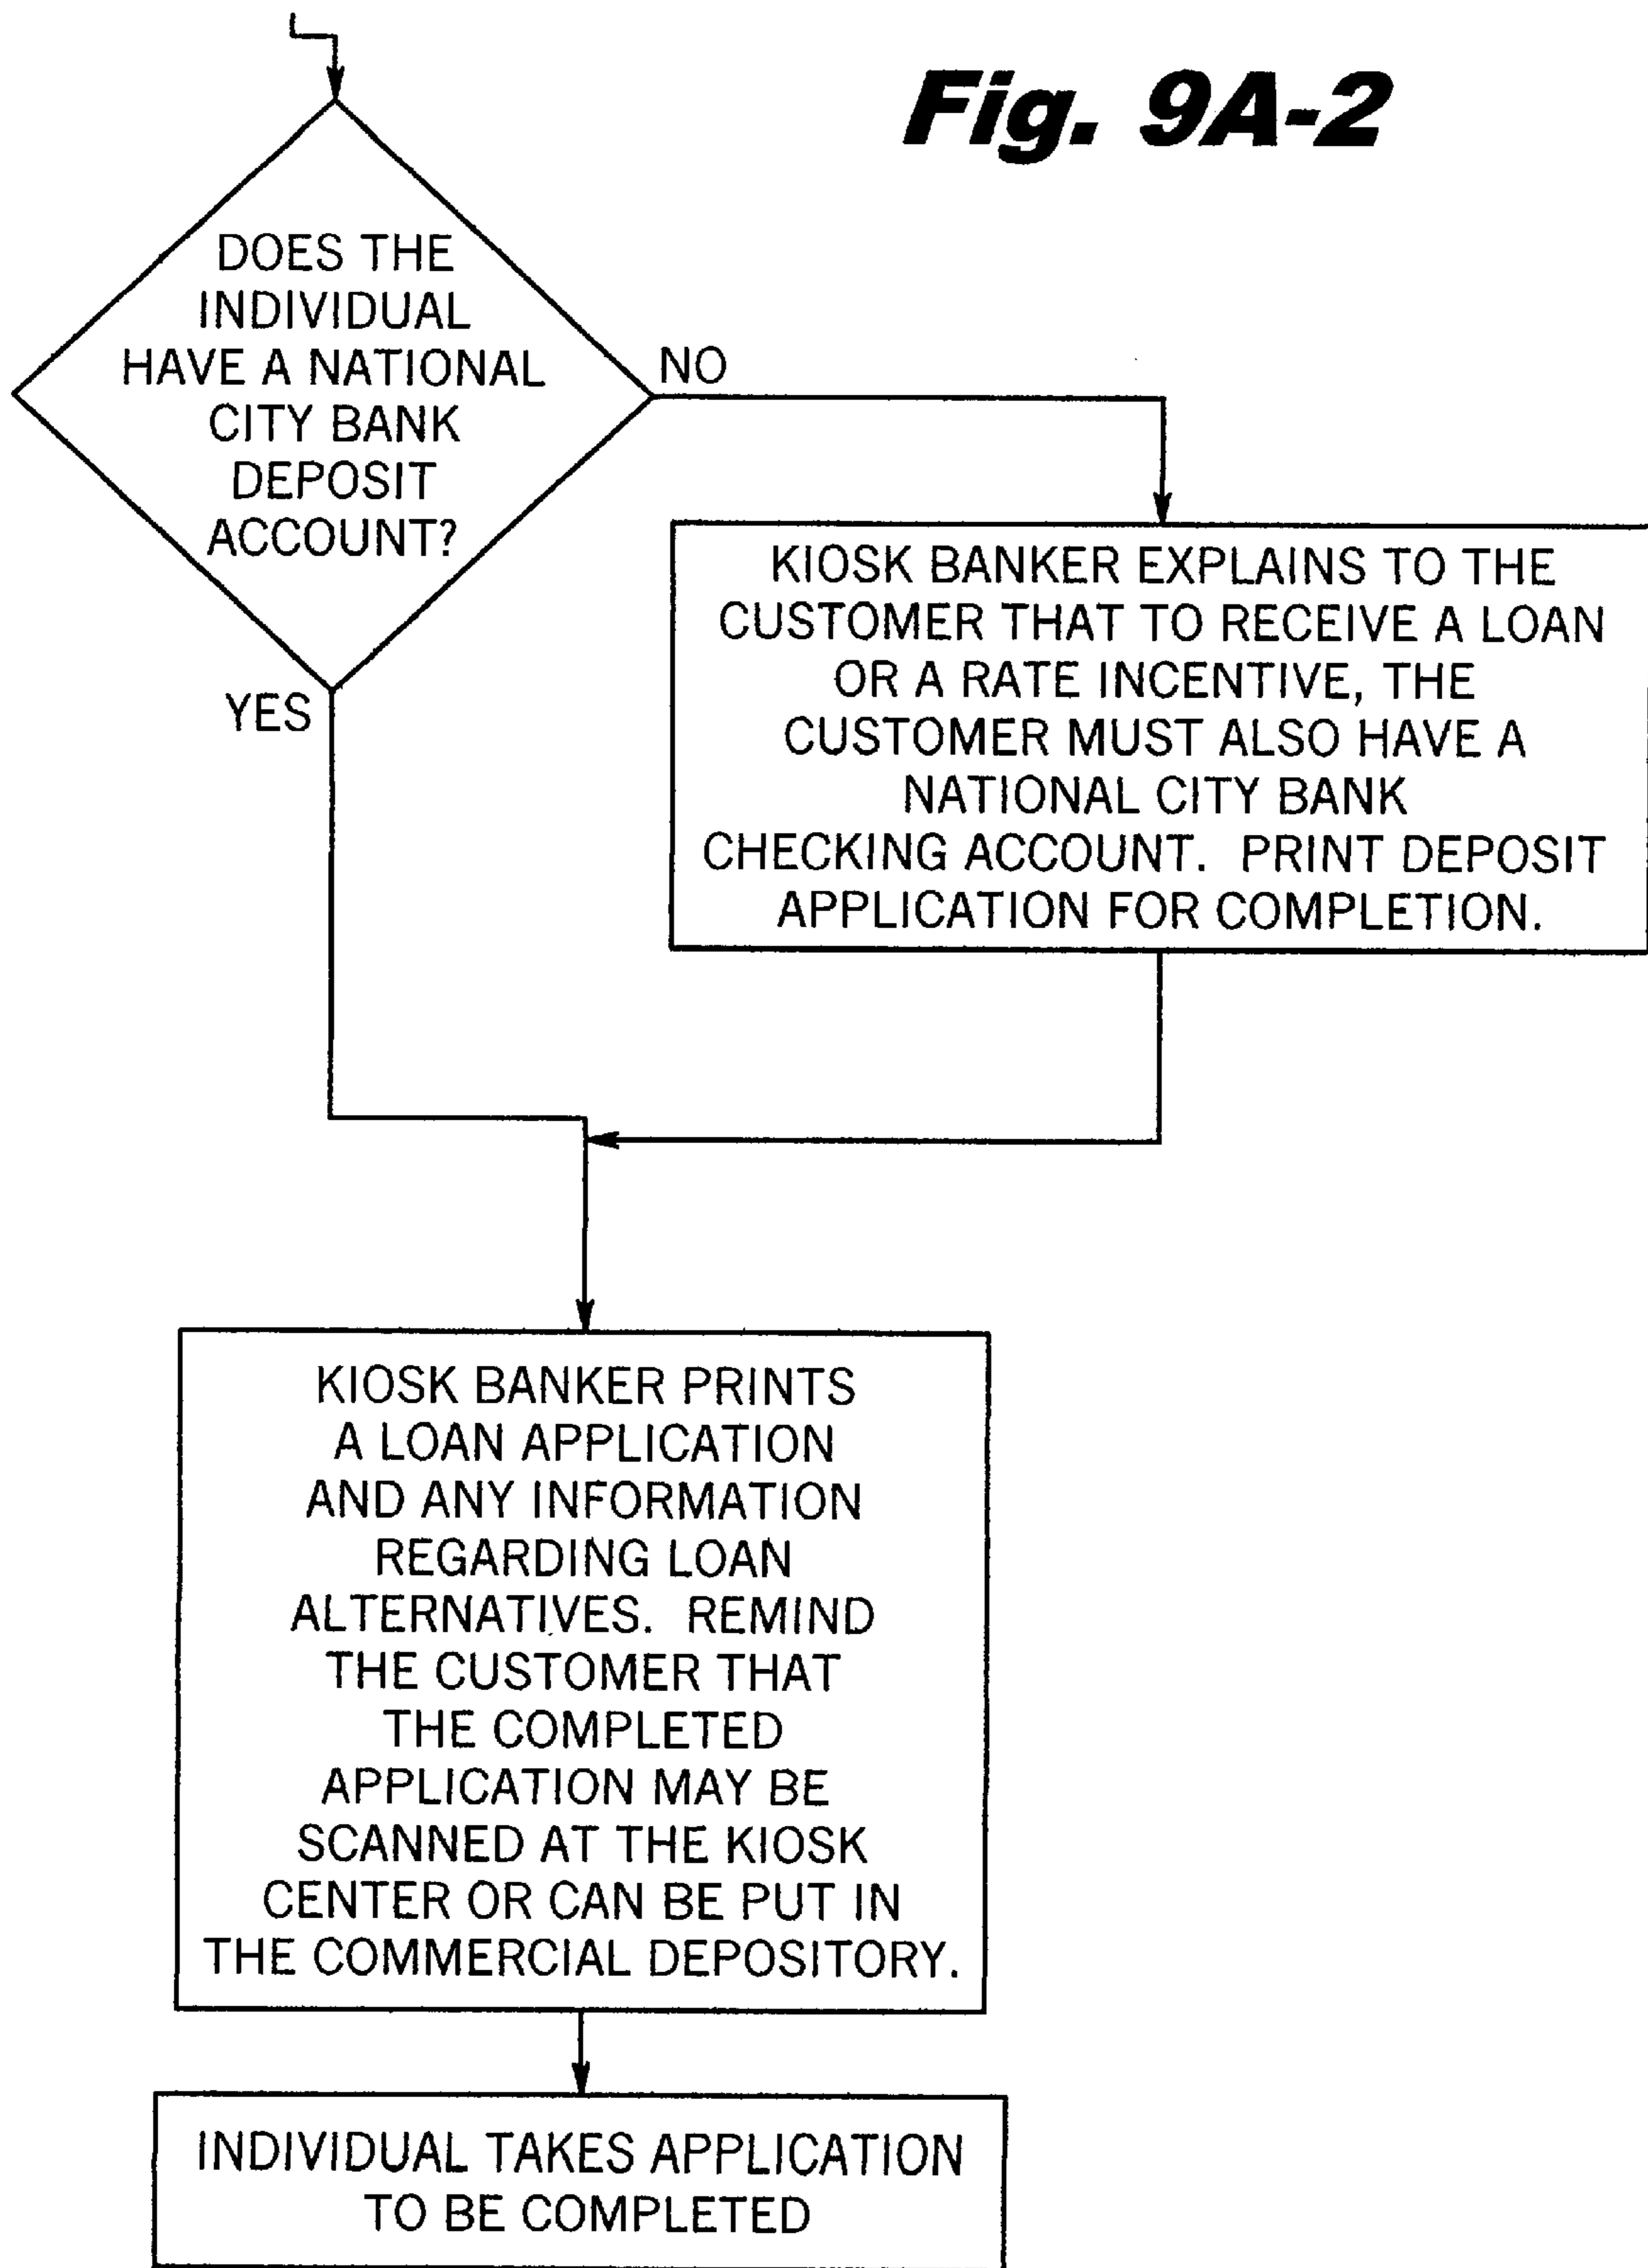 Fig. 9A-2
DOES THE
INDIVIDUAL
HAVE A NATIONAL
CITY BANK
DEPOSIT
ACCOUNT?
NO
YES
KIOSK BANKER EXPLAINS TO THE
CUSTOMER THAT TO RECEIVE A LOAN
OR A RATE INCENTIVE, THE
CUSTOMER MUST ALSO HAVE A
NATIONAL CITY BANK
CHECKING ACCOUNT. PRINT DEPOSIT
APPLICATION FOR COMPLETION.
KIOSK BANKER PRINTS
A LOAN APPLICATION
AND ANY INFORMATION
REGARDING LOAN
ALTERNATIVES. REMIND
THE CUSTOMER THAT
THE COMPLETED
APPLICATION MAY BE
SCANNED AT THE KIOSK
CENTER OR CAN BE PUT IN
THE COMMERCIAL DEPOSITORY.
INDIVIDUAL TAKES APPLICATION
TO BE COMPLETED